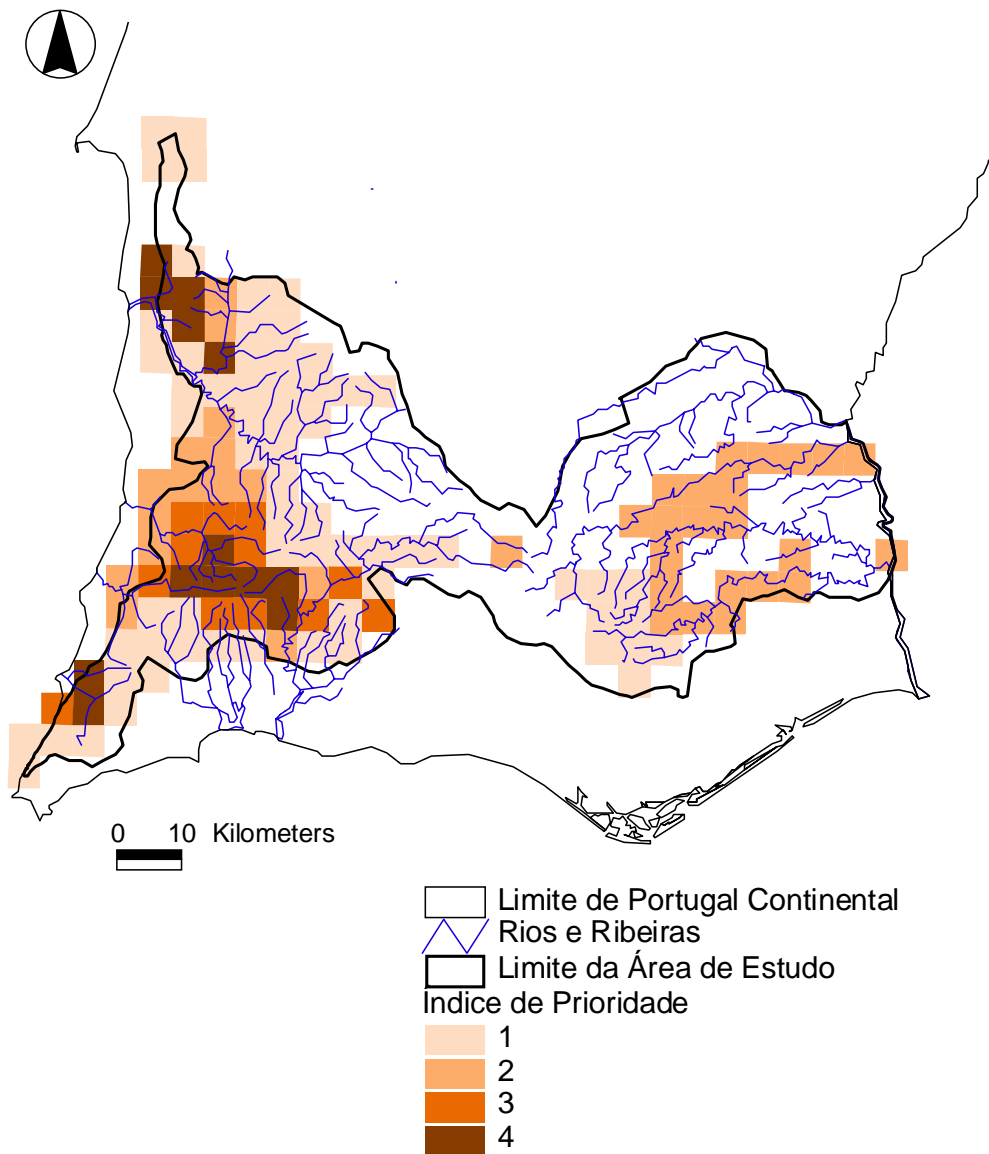 0 10 Kilometers
Limite de Portugal Continental
Rios e Ribeiras
Limite da Área de Estudo
Índice de Prioridade
1
2
3
4